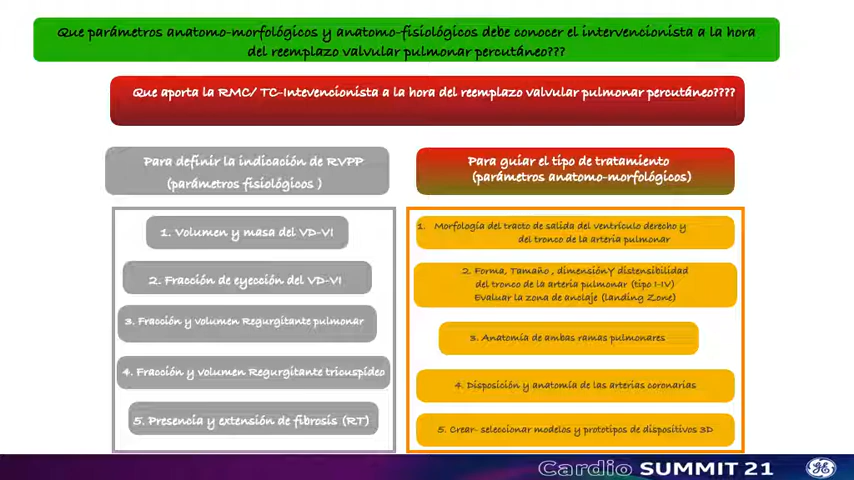 Que parámetros anatomo-morfológicos y anatomo-fisiológicos debe conocer el intervencionista a la hora
del reemplazo valvular pulmonar percutáneo???
Que aporta la RMC/ TC-Intevencionista a la hora del reemplazo valvular pulmonar percutáneo????
Para definir la indicación de RVPP
(parámetros fisiológicos )
1. Volumen y masa del VD-VI
2. Fracción de eyección del VD-VI
3. Fracción y volumen Regurgitante pulmonar
4. Fracción y volumen Regurgitante tricuspídeo
5. Presencia y extensión de fibrosis (RT)
Para guiar el tipo de tratamiento
(parámetros anatomo-morfológicos)
1. Morfología del tracto de salida del ventrículo derecho y
del tronco de la arteria pulmonar
2. Forma, Tamaño , dimensiónY distensibilidad
del tronco de la arteria pulmonar (tipo I-IV)
Evaluar la zona de anclaje (landing Zone)
3. Anatomía de ambas ramas pulmonares
4. Disposición y anatomía de las arterias coronarias
5. Crear- seleccionar modelos y prototipos de dispositivos 3D
Cardio SUMMIT 21
GE